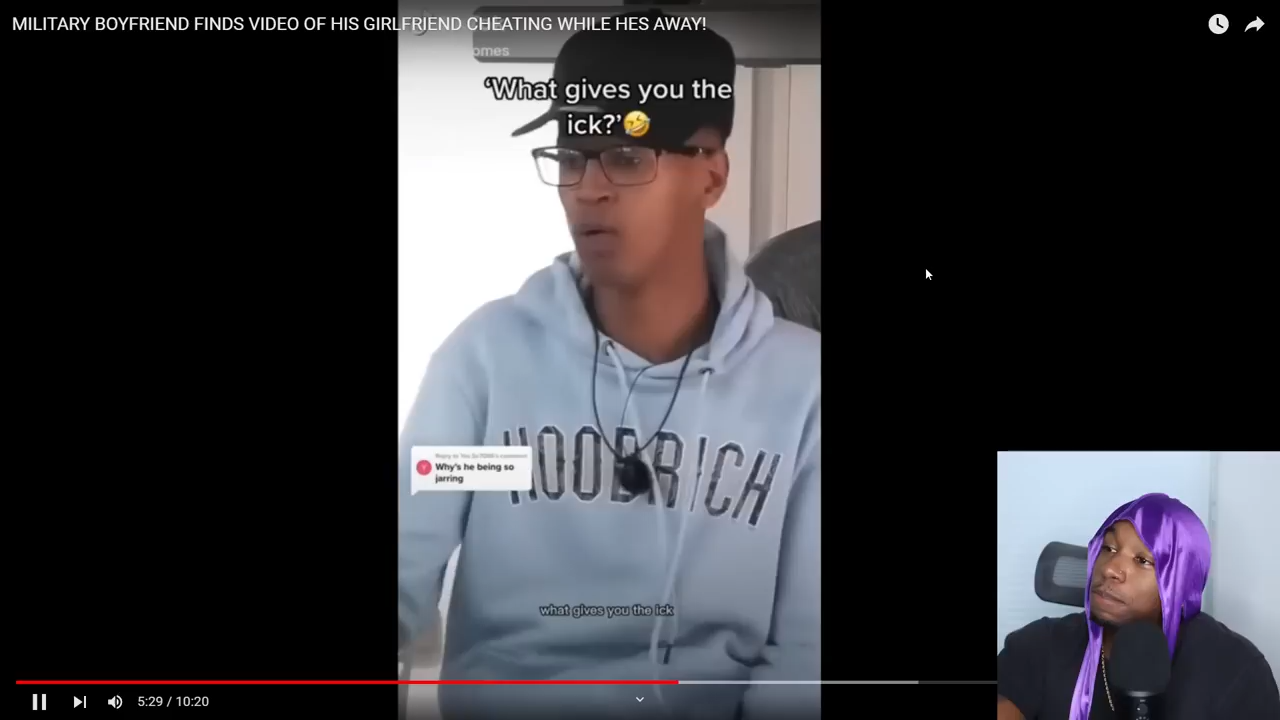 MILITARY BOYFRIEND FINDS VIDEO OF HIS GIRLFRIEND CHEATING WHILE HES AWAY!
omes
‘What gives you the
ick?’🤣
Why's he being so
jarring
HOODRICH
what gives you the ick
5:29 / 10:20